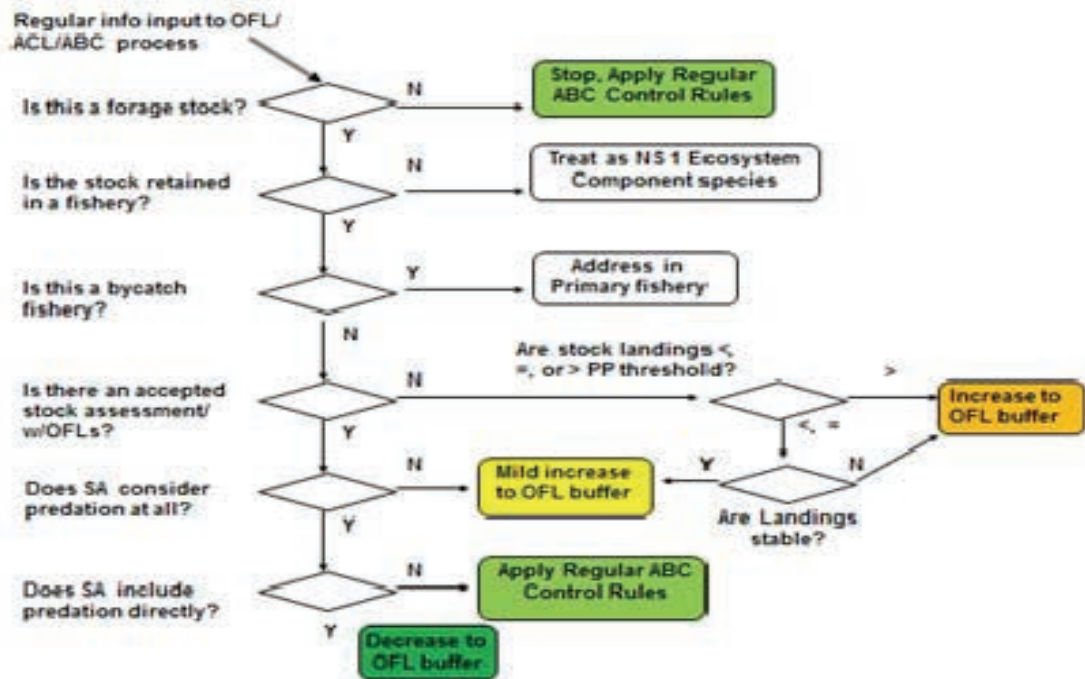 Regular info input to OFL/
ACL/ABC process
Is this a forage stock?
N
Stop, Apply Regular
ABC Control Rules
Y
Is the stock retained
in a fishery?
N
Treat as NS 1 Ecosystem
Component species
Y
Is this a bycatch
fishery?
Y
Address in
Primary fishery
N
Are stock landings <,
=, or > PP threshold?
Is there an accepted
stock assessment/
w/OFLs?
N
>
Increase to
OFL buffer
Y
<, =
Does SA consider
predation at all?
N
Mild increase
to OFL buffer
Y
N
Are Landings
stable?
Y
Does SA include
predation directly?
N
Apply Regular ABC
Control Rules
Y
Decrease to
OFL buffer